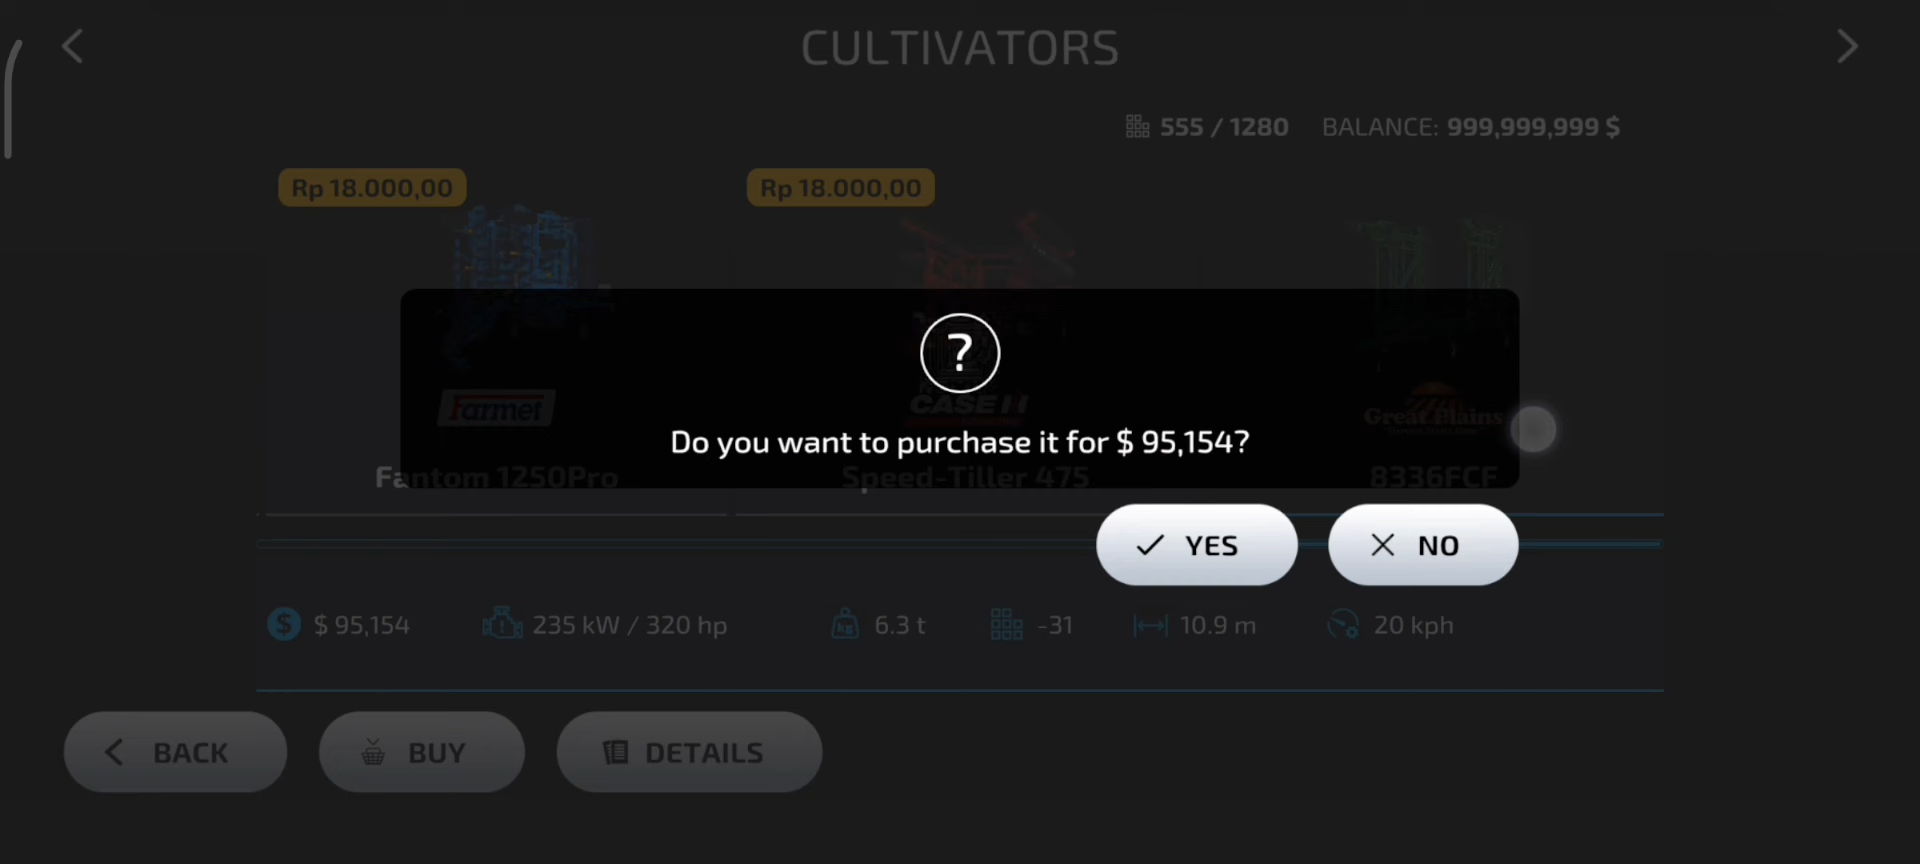 CULTIVATORS
555 / 1280 BALANCE: 999,999,999 $
Rp 18.000,00 Rp 18.000,00
?
Farmet CASE IH Great Plains
Do you want to purchase it for $ 95,154?
Fantom 1250Pro Speed-Tiller 475 8336FCF
YES NO
$ $ 95,154 235 kW / 320 hp kg 6.3 t -31 10.9 m 20 kph
BACK BUY DETAILS